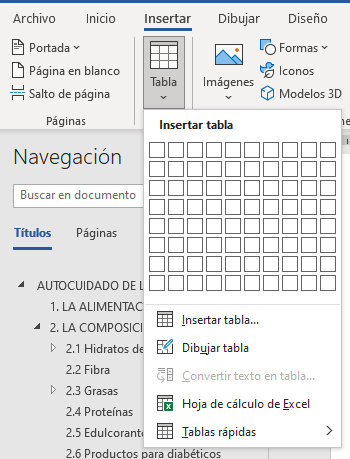 Archivo Inicio Insertar Dibujar Diseño
Portada
Página en blanco
Salto de página
Páginas
Tabla
Imágenes
Formas
Iconos
Modelos 3D
Insertar tabla
Insertar tabla...
Dibujar tabla
Convertir texto en tabla...
Hoja de cálculo de Excel
Tablas rápidas
Navegación
Buscar en documento
Títulos Páginas
AUTOCUIDADO DE L
1. LA ALIMENTAC
2. LA COMPOSICI
2.1 Hidratos de
2.2 Fibra
2.3 Grasas
2.4 Proteínas
2.5 Edulcorante
2.6 Productos para diabéticos